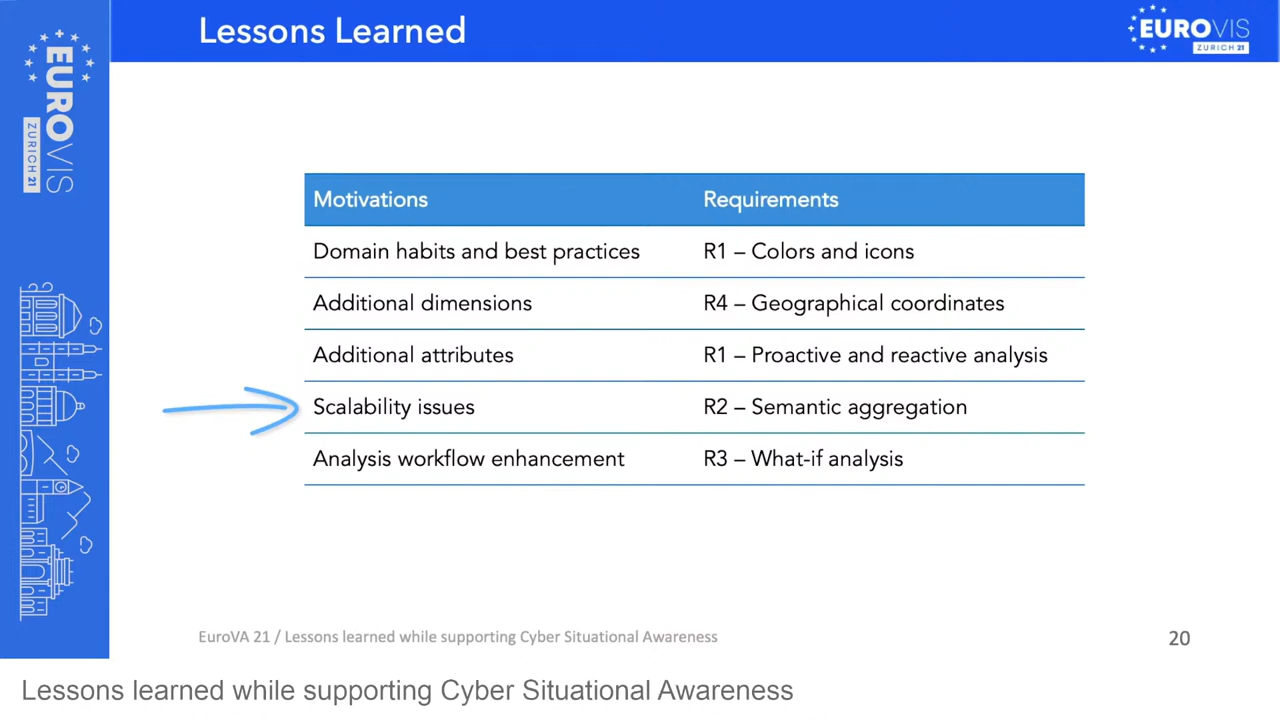 Lessons Learned
EUROVIS
ZURICH 21
EUROVIS
ZURICH 21
Motivations Requirements
Domain habits and best practices R1 – Colors and icons
Additional dimensions R4 – Geographical coordinates
Additional attributes R1 – Proactive and reactive analysis
Scalability issues R2 – Semantic aggregation
Analysis workflow enhancement R3 – What-if analysis
EuroVA 21 / Lessons learned while supporting Cyber Situational Awareness 20
Lessons learned while supporting Cyber Situational Awareness